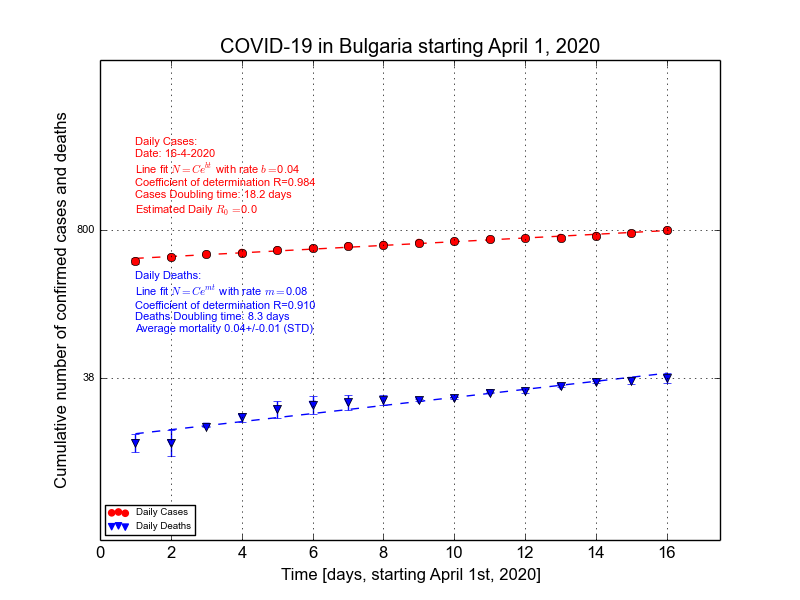 COVID-19 in Bulgaria starting April 1, 2020
Cumulative number of confirmed cases and deaths
Daily Cases:
Date: 16-4-2020
Line fit N=Ce^{bt} with rate b=0.04
Coefficient of determination R=0.984
Cases Doubling time: 18.2 days
Estimated Daily R_0=0.0
800
Daily Deaths:
Line fit N=Ce^{mt} with rate m=0.08
Coefficient of determination R=0.910
Deaths Doubling time: 8.3 days
Average mortality 0.04+/-0.01 (STD)
38
Daily Cases
Daily Deaths
0 2 4 6 8 10 12 14 16
Time [days, starting April 1st, 2020]